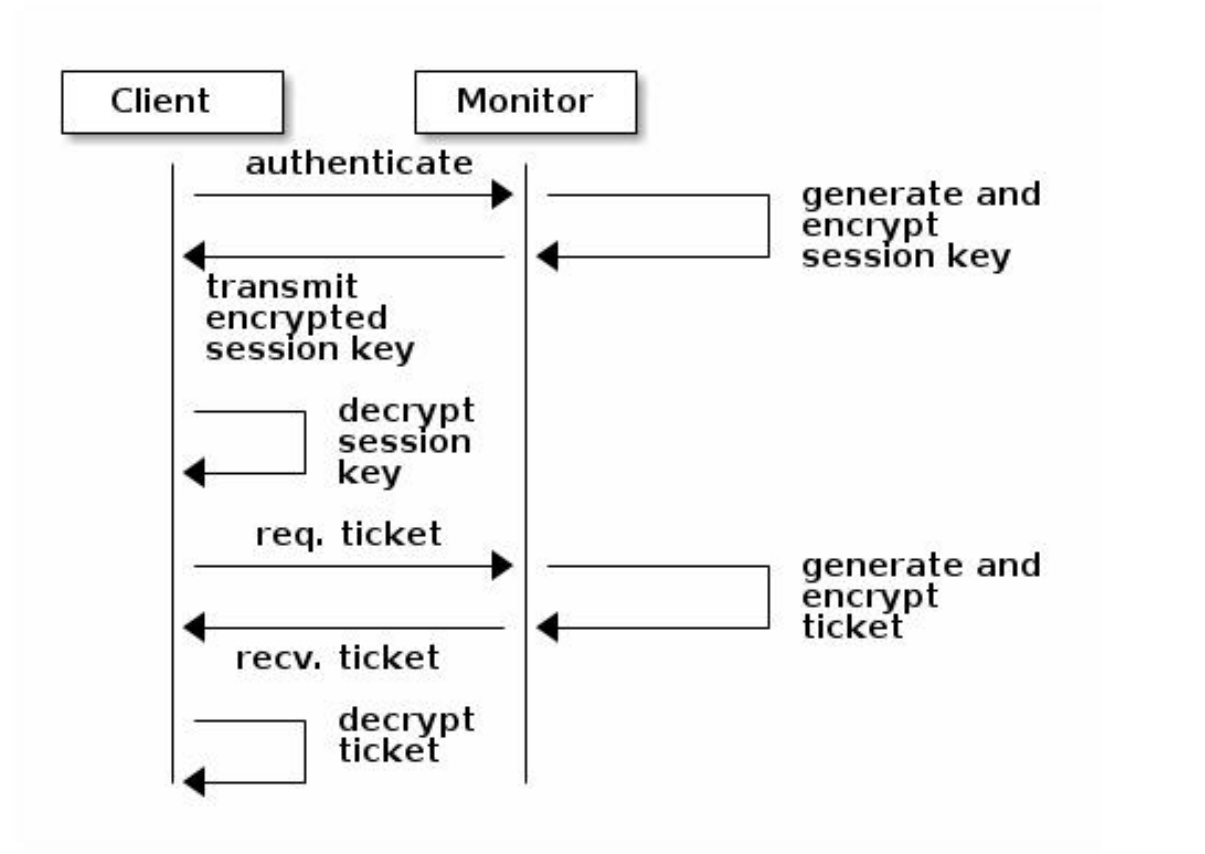 Client
Monitor
authenticate
generate and
encrypt
session key
transmit
encrypted
session key
decrypt
session
key
req. ticket
generate and
encrypt
ticket
recv. ticket
decrypt
ticket